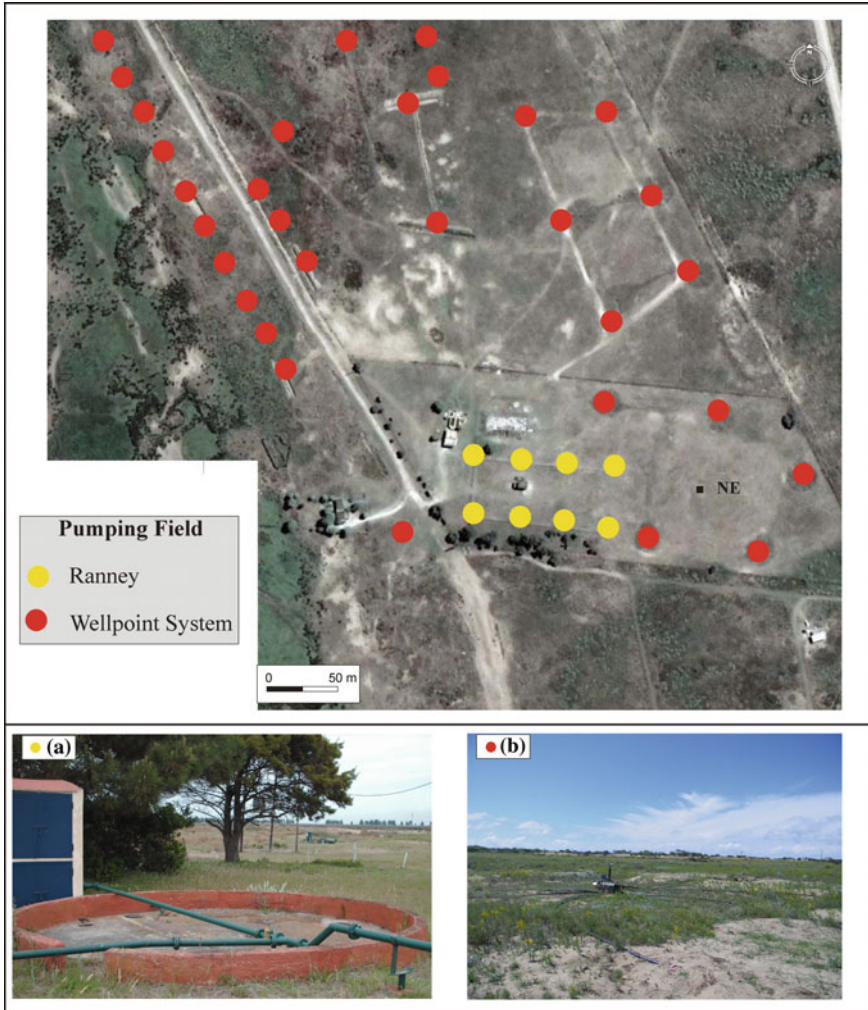 N
NE
Pumping Field
Ranney
Wellpoint System
0 50 m
(a)
(b)